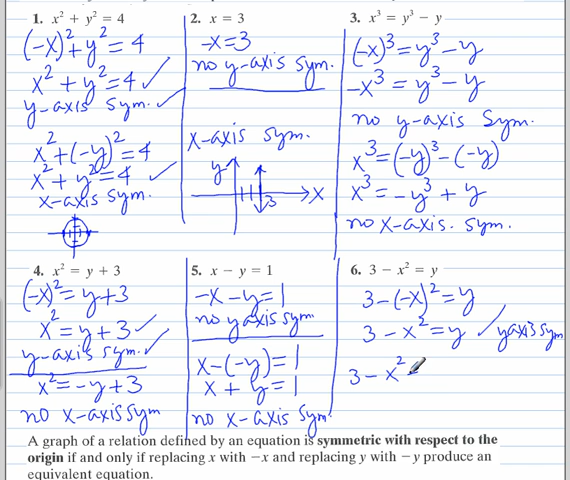 1. x² + y² = 4
(-x)² + y² = 4
x² + y² = 4 ✓
y-axis sym. ✓
x² + (-y)² = 4
x² + y² = 4 ✓
x-axis sym.
2. x = 3
-x = 3
no y-axis sym.
x-axis sym.
y
x
3
3. x³ = y³ − y
(-x)³ = y³ - y
-x³ = y³ - y
no y-axis sym.
x³ = (-y)³ - (-y)
x³ = -y³ + y
no x-axis. sym.
4. x² = y + 3
(-x)² = y + 3
x² = y + 3 ✓
y-axis sym. ✓
x² = -y + 3
no x-axis sym
5. x − y = 1
-x - y = 1
no y axis sym
x - (-y) = 1
x + y = 1
no x-axis sym.
6. 3 − x² = y
3 - (-x)² = y
3 - x² = y ✓ yaxis sym
3 - x²
A graph of a relation defined by an equation is symmetric with respect to the
origin if and only if replacing x with −x and replacing y with −y produce an
equivalent equation.